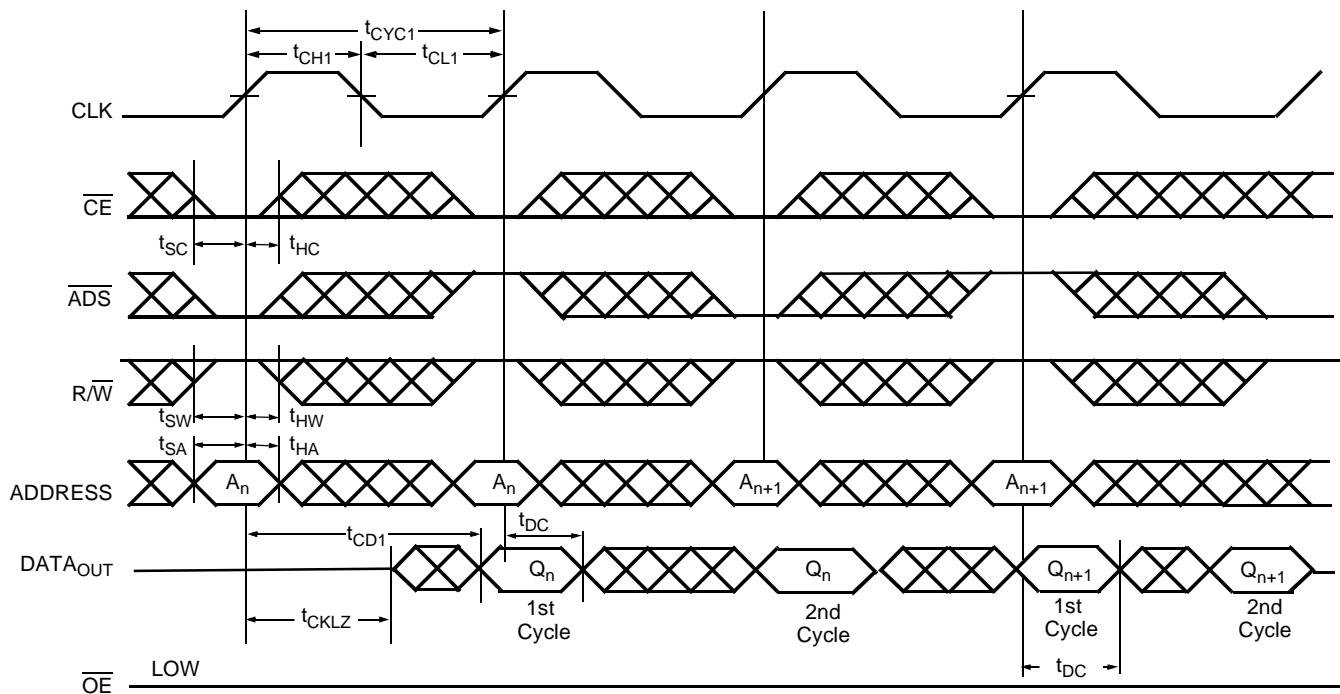 tCYC1
tCH1
tCL1
CLK
CE
tSC
tHC
ADS
R/W
tSW
tHW
tSA
tHA
ADDRESS
An
An
An+1
An+1
tCD1
tDC
DATAOUT
Qn
Qn
Qn+1
Qn+1
1st
Cycle
2nd
Cycle
1st
Cycle
2nd
Cycle
tCKLZ
tDC
LOW
OE